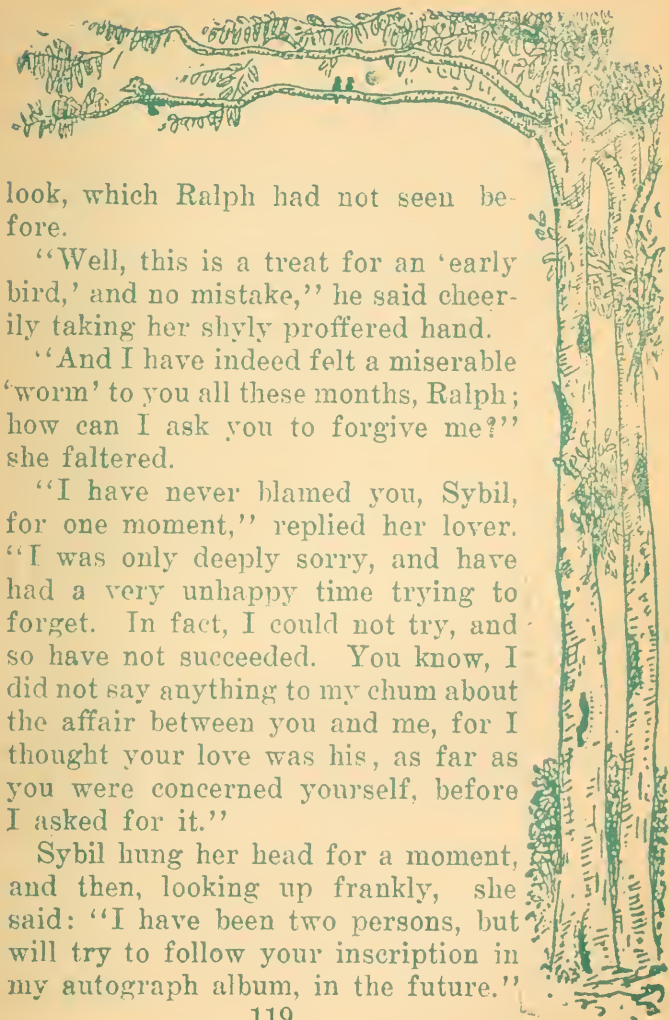 look, which Ralph had not seen be-
fore.
“Well, this is a treat for an ‘early
bird,’ and no mistake,” he said cheer-
ily taking her shyly proffered hand.
“And I have indeed felt a miserable
‘worm’ to you all these months, Ralph;
how can I ask you to forgive me?”
she faltered.
“I have never blamed you, Sybil,
for one moment,” replied her lover.
“I was only deeply sorry, and have
had a very unhappy time trying to
forget. In fact, I could not try, and
so have not succeeded. You know, I
did not say anything to my chum about
the affair between you and me, for I
thought your love was his, as far as
you were concerned yourself, before
I asked for it.”
Sybil hung her head for a moment,
and then, looking up frankly, she
said: “I have been two persons, but
will try to follow your inscription in
my autograph album, in the future.”
119